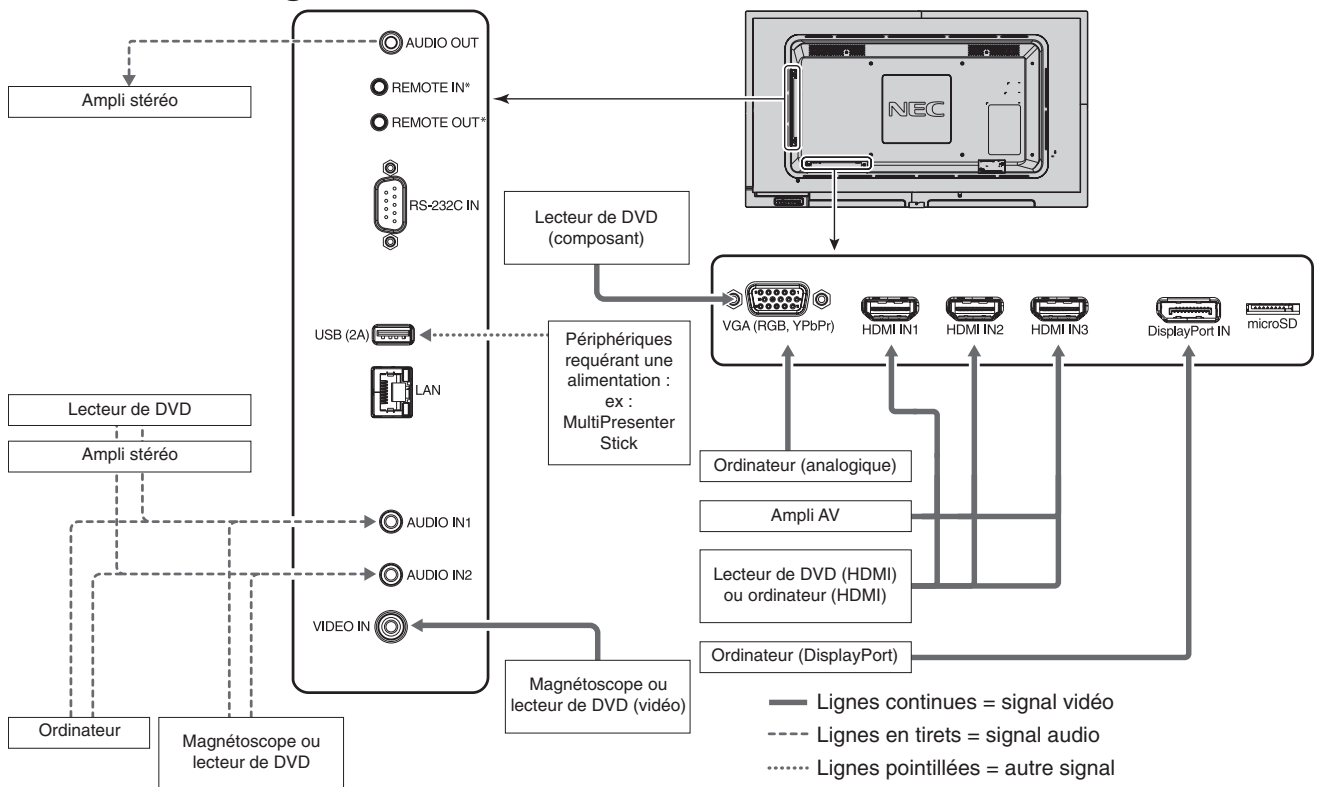 AUDIO OUT
Ampli stéréo
REMOTE IN*
REMOTE OUT*
RS-232C IN
NEC
Lecteur de DVD
(composant)
VGA (RGB, YPbPr)
HDMI IN1
HDMI IN2
HDMI IN3
DisplayPort IN
microSD
USB (2A)
Périphériques
requérant une
alimentation :
ex :
MultiPresenter
Stick
LAN
Lecteur de DVD
Ampli stéréo
Ordinateur (analogique)
Ampli AV
AUDIO IN1
AUDIO IN2
Lecteur de DVD (HDMI)
ou ordinateur (HDMI)
VIDEO IN
Ordinateur (DisplayPort)
Magnétoscope ou
lecteur de DVD (vidéo)
Ordinateur
Magnétoscope ou
lecteur de DVD
Lignes continues = signal vidéo
Lignes en tirets = signal audio
Lignes pointillées = autre signal